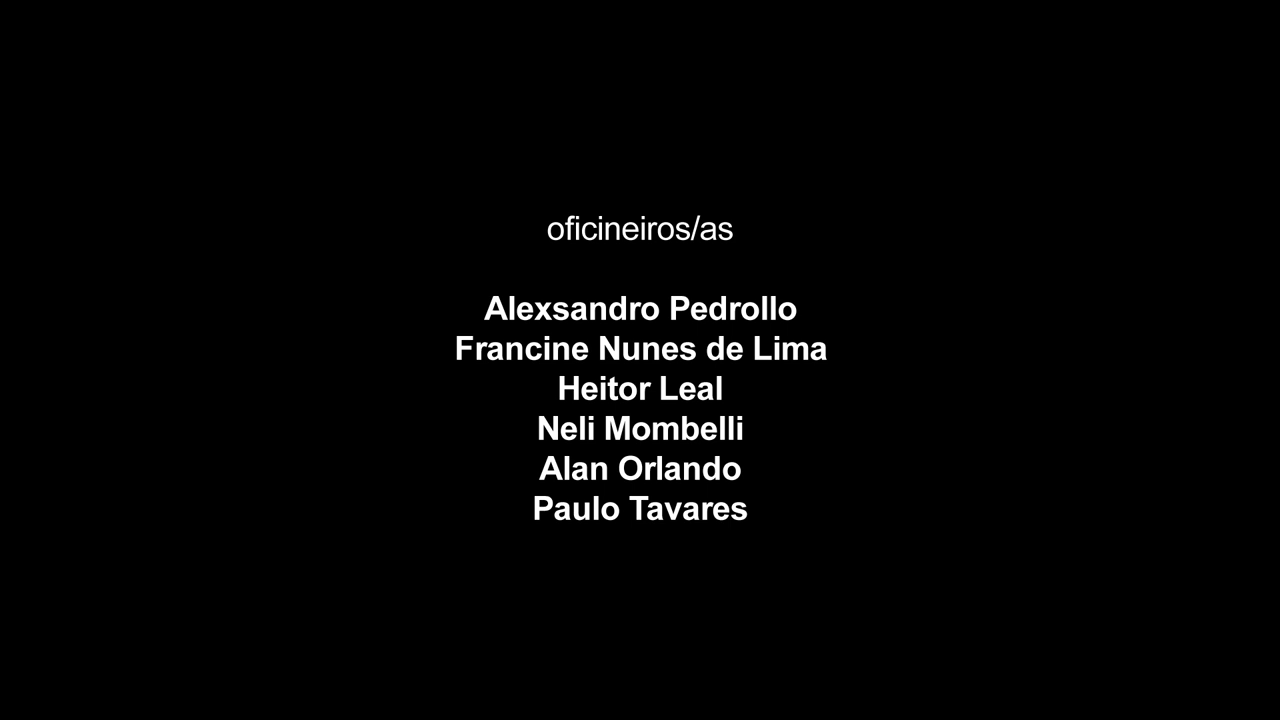 oficineiros/as
Alexsandro Pedrollo
Francine Nunes de Lima
Heitor Leal
Neli Mombelli
Alan Orlando
Paulo Tavares